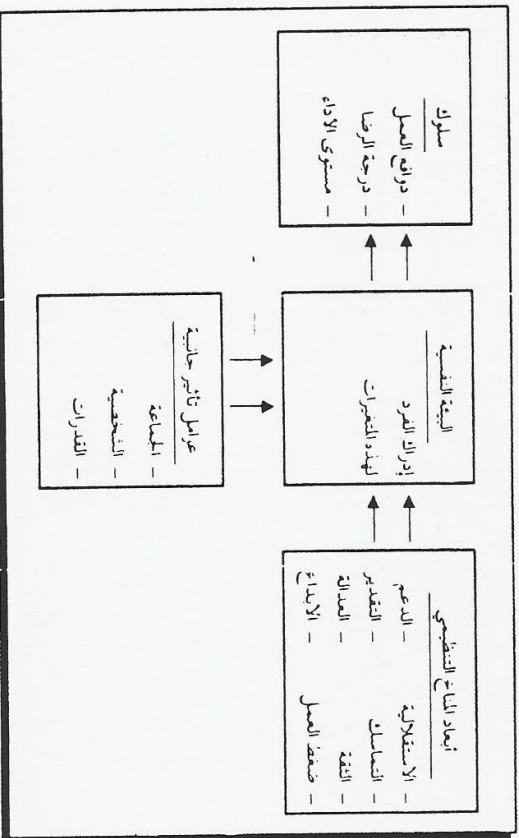 أبعاد المناخ التنظيمي
– الاستقلالية – الدعم
– التماسك – التقدير
– الثقة – العدالة
– ضغط العمل – الابداع
البيئة النفسية
إدراك الفرد
لهذه المتغيرات
سلوك
– دوافع العمل
– درجة الرضا
– مستوى الأداء
عوامل تأثير جانبية
– الجماعة
– الشخصية
– القدرات